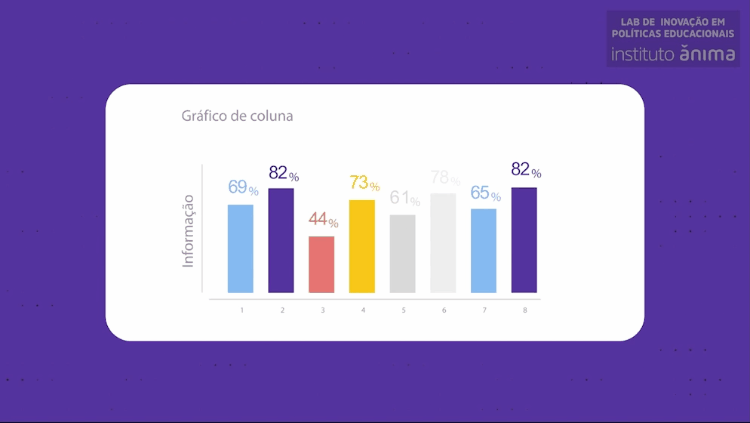 LAB DE INOVAÇÃO EM
POLÍTICAS EDUCACIONAIS
instituto ănima
Gráfico de coluna
Informação
69% 82% 44% 73% 61% 78% 65% 82%
1 2 3 4 5 6 7 8